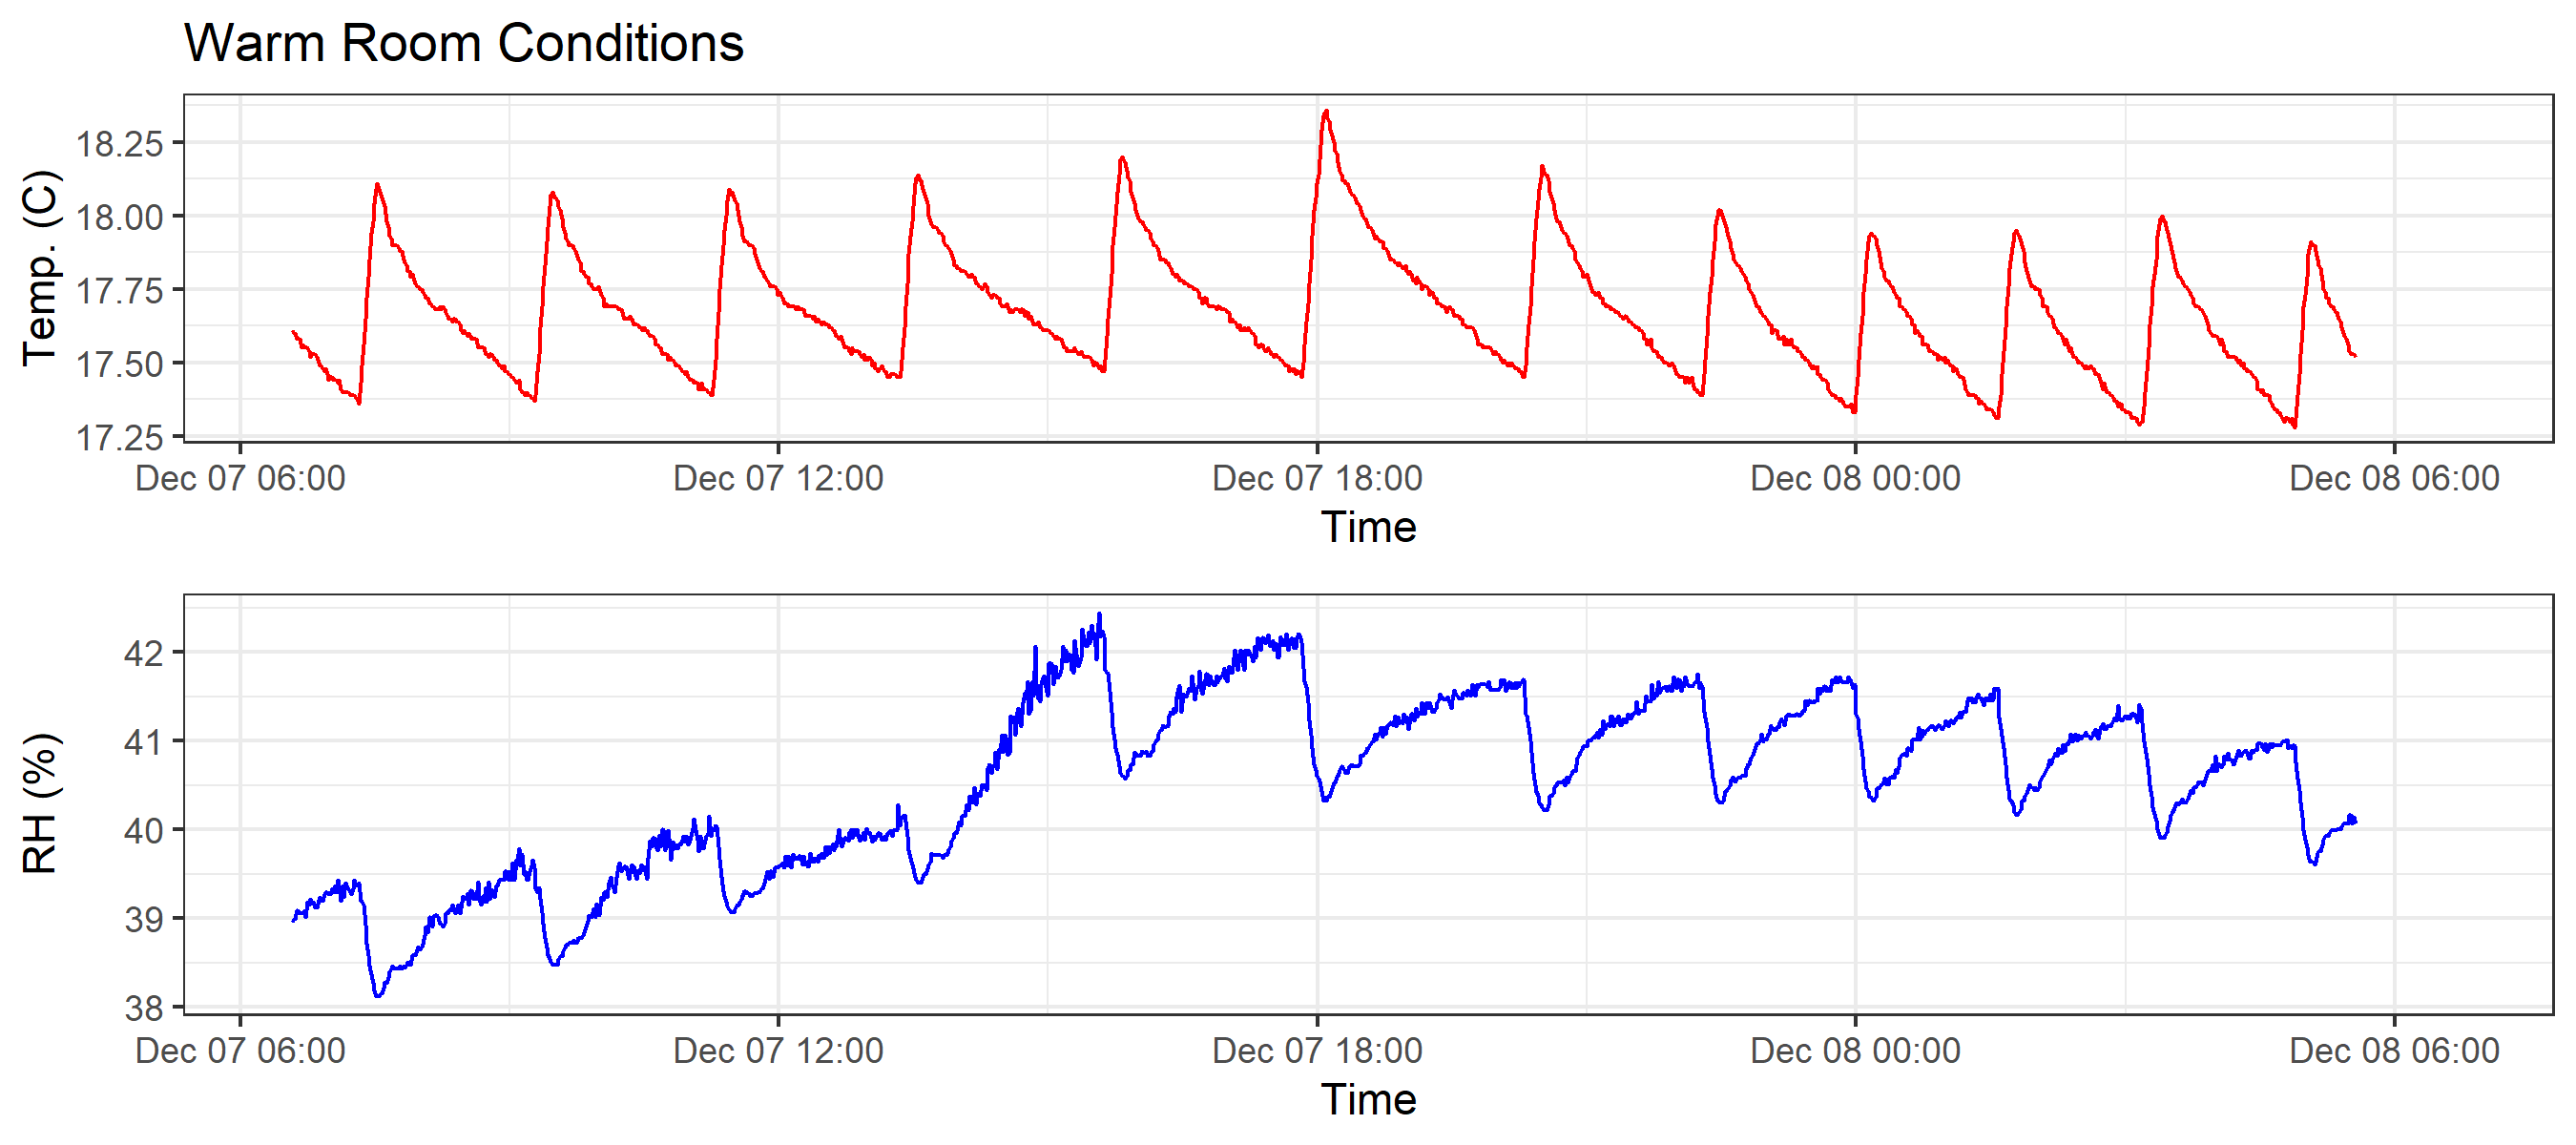 Warm Room Conditions
Temp. (C)
18.25
18.00
17.75
17.50
17.25
Dec 07 06:00 Dec 07 12:00 Dec 07 18:00 Dec 08 00:00 Dec 08 06:00
Time
RH (%)
42
41
40
39
38
Dec 07 06:00 Dec 07 12:00 Dec 07 18:00 Dec 08 00:00 Dec 08 06:00
Time